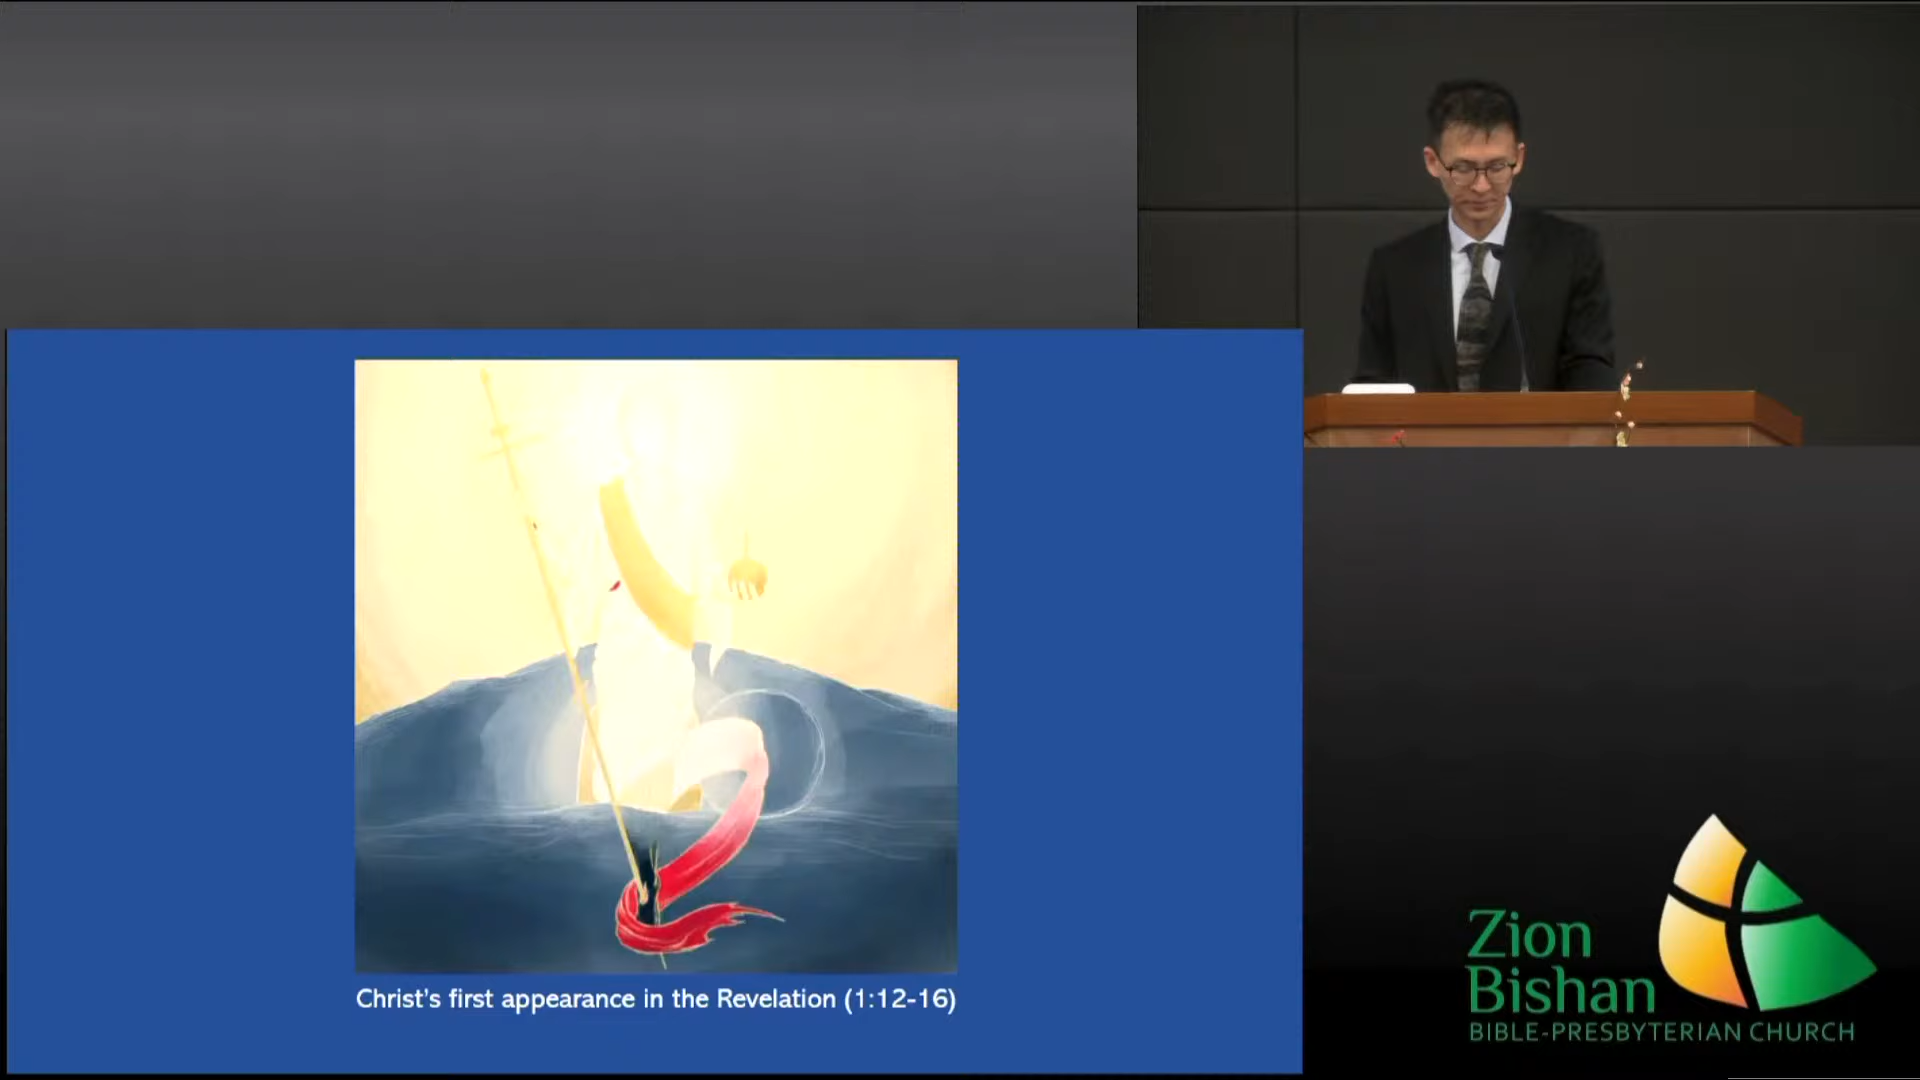 Christ's first appearance in the Revelation (1:12-16)
Zion
Bishan
BIBLE-PRESBYTERIAN CHURCH